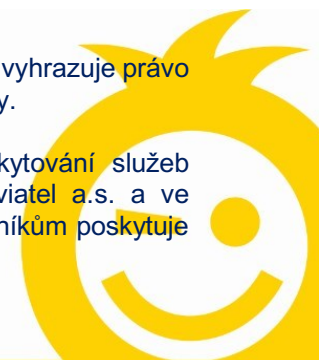 vyhrazuje právo
y.
kytování služeb
viatel a.s. a ve
níkům poskytuje